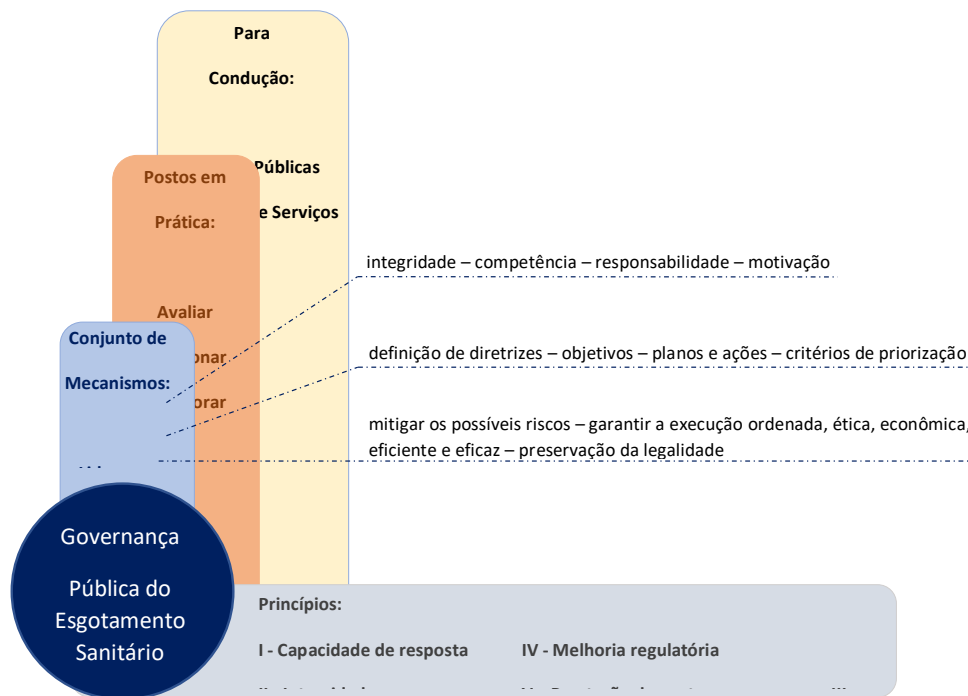 Para
Condução:
Públicas
e Serviços
Postos em
Prática:
Avaliar
Conjunto de
Mecanismos:
integridade – competência – responsabilidade – motivação
definição de diretrizes – objetivos – planos e ações – critérios de priorização
mitigar os possíveis riscos – garantir a execução ordenada, ética, econômica,
eficiente e eficaz – preservação da legalidade
Governança
Pública do
Esgotamento
Sanitário
Princípios:
I - Capacidade de resposta
IV - Melhoria regulatória